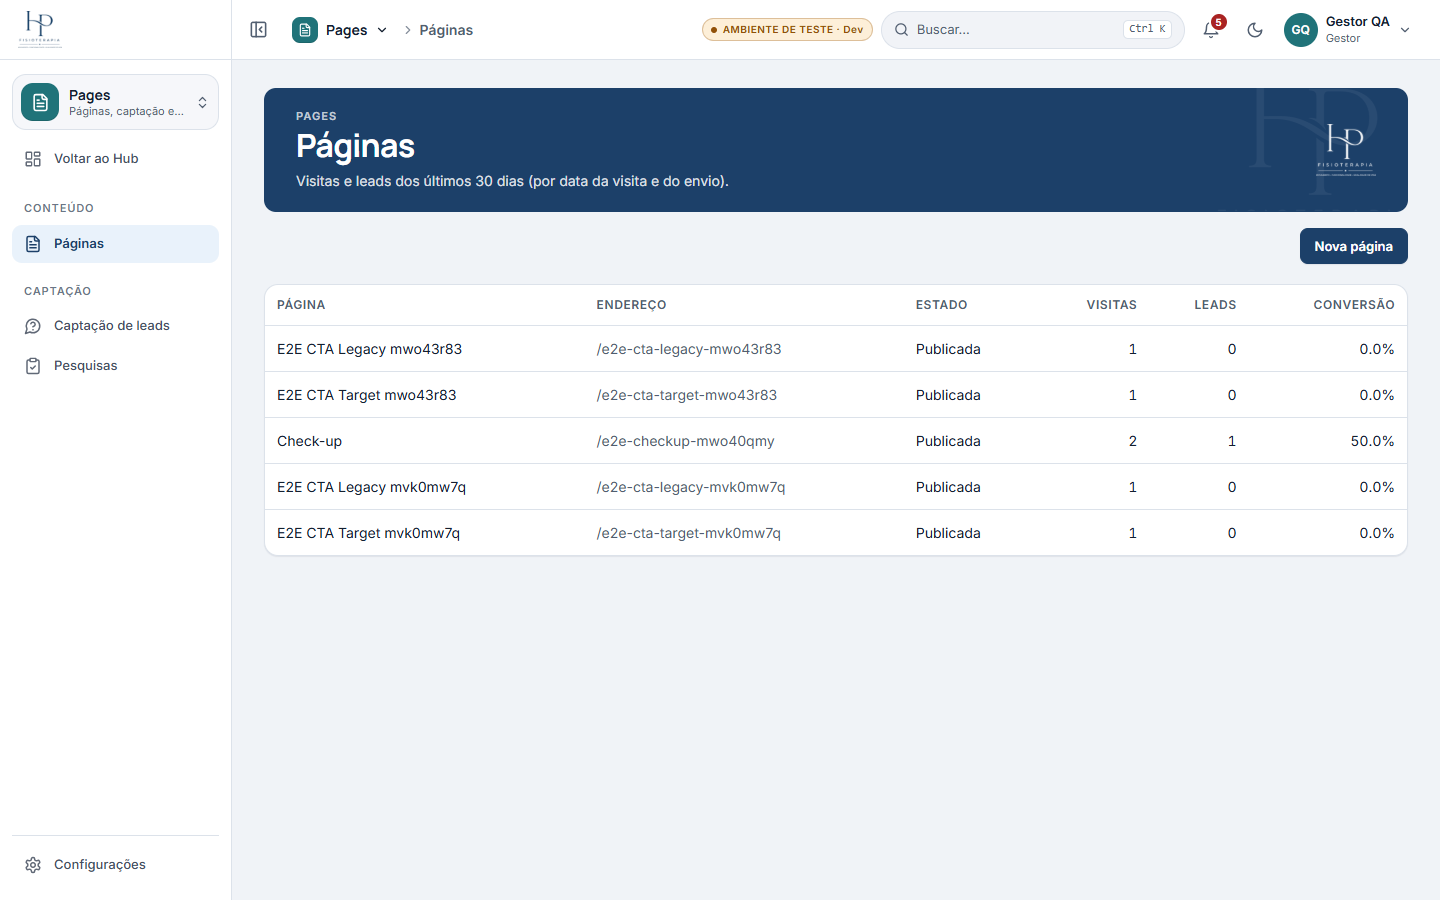 HP
FISIOTERAPIA
Pages
Páginas
AMBIENTE DE TESTE · Dev
Buscar...
Ctrl K
5
GQ
Gestor QA
Gestor
Pages
Páginas, captação e...
Voltar ao Hub
CONTEÚDO
Páginas
CAPTAÇÃO
Captação de leads
Pesquisas
Configurações
PAGES
Páginas
Visitas e leads dos últimos 30 dias (por data da visita e do envio).
HP
FISIOTERAPIA
Nova página
PÁGINA ENDEREÇO ESTADO VISITAS LEADS CONVERSÃO
E2E CTA Legacy mwo43r83 /e2e-cta-legacy-mwo43r83 Publicada 1 0 0.0%
E2E CTA Target mwo43r83 /e2e-cta-target-mwo43r83 Publicada 1 0 0.0%
Check-up /e2e-checkup-mwo40qmy Publicada 2 1 50.0%
E2E CTA Legacy mvk0mw7q /e2e-cta-legacy-mvk0mw7q Publicada 1 0 0.0%
E2E CTA Target mvk0mw7q /e2e-cta-target-mvk0mw7q Publicada 1 0 0.0%